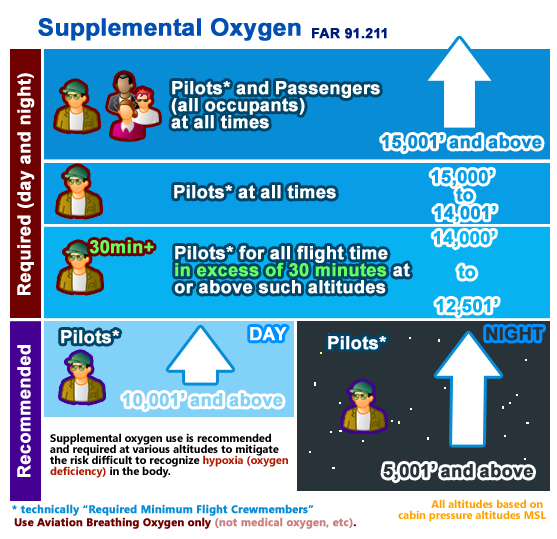 Supplemental Oxygen FAR 91.211
Required (day and night)
Pilots* and Passengers
(all occupants)
at all times
15,001’ and above
Pilots* at all times
15,000’
to
14,001’
30min+
Pilots* for all flight time
in excess of 30 minutes at
or above such altitudes
14,000’
to
12,501’
Recommended
Pilots*
DAY
10,001’ and above
Supplemental oxygen use is recommended
and required at various altitudes to mitigate
the risk difficult to recognize hypoxia (oxygen
deficiency) in the body.
NIGHT
Pilots*
5,001’ and above
* technically “Required Minimum Flight Crewmembers”
Use Aviation Breathing Oxygen only (not medical oxygen, etc).
All altitudes based on
cabin pressure altitudes MSL